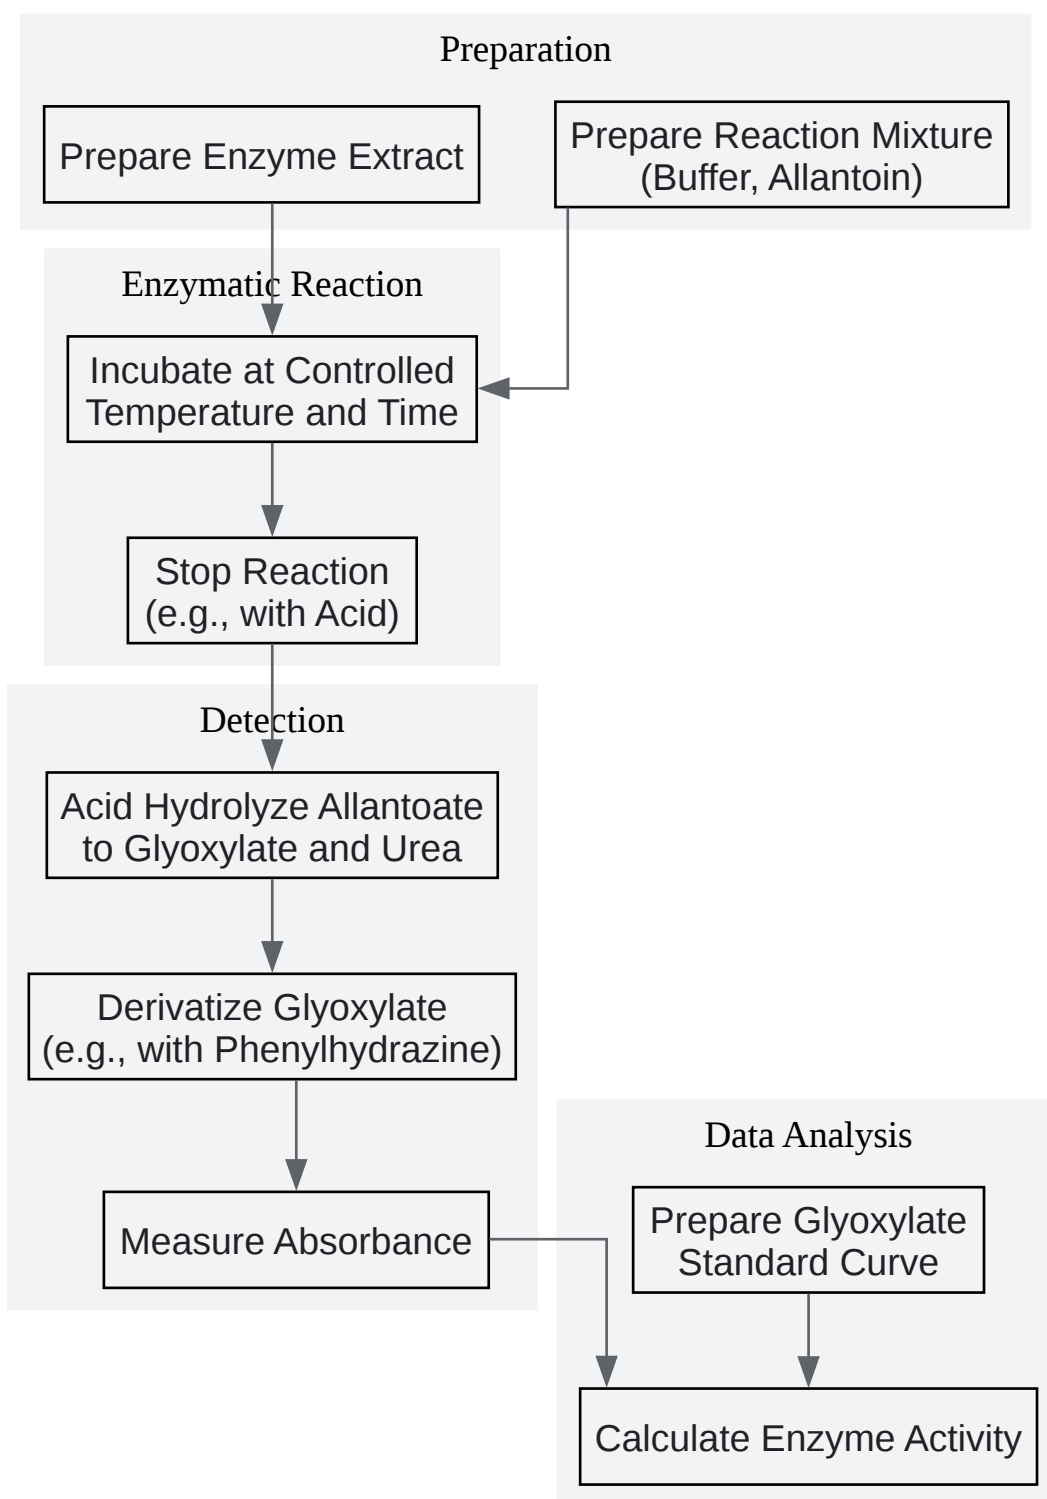 Preparation
Prepare Enzyme Extract
Prepare Reaction Mixture
(Buffer, Allantoin)
Enzymatic Reaction
Incubate at Controlled
Temperature and Time
Stop Reaction
(e.g., with Acid)
Detection
Acid Hydrolyze Allantoate
to Glyoxylate and Urea
Derivatize Glyoxylate
(e.g., with Phenylhydrazine)
Measure Absorbance
Data Analysis
Prepare Glyoxylate
Standard Curve
Calculate Enzyme Activity